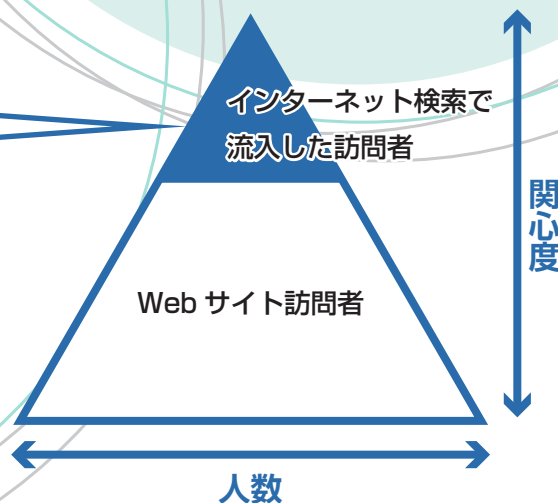 インターネット検索で
流入した訪問者
関心度
Web サイト訪問者
人数